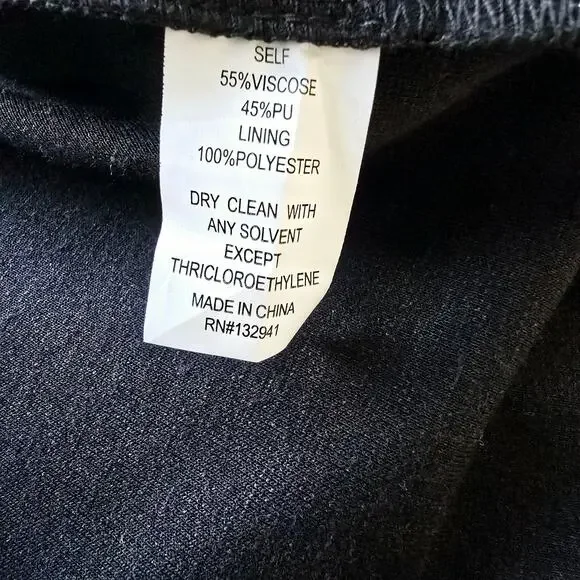 SELF
55%VISCOSE
45%PU
LINING
100%POLYESTER
DRY CLEAN WITH
ANY SOLVENT
EXCEPT
THRICLOROETHYLENE
MADE IN CHINA
RN#132941